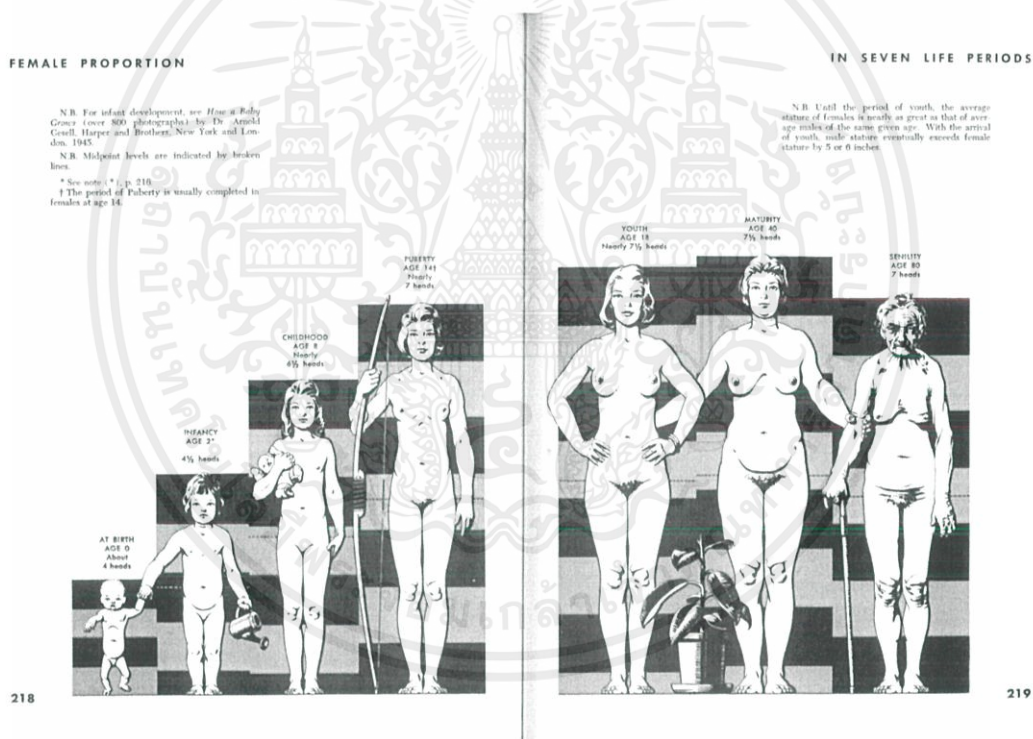 FEMALE PROPORTION
N.B. For infant development, see How a Baby
Grows (over 800 photographs) by Dr. Arnold
Gesell, Harper and Brothers, New York and Lon-
don, 1945.
N.B. Midpoint levels are indicated by broken
lines.
* See note (*), p. 216.
† The period of Puberty is usually completed in
females at age 14.
AT BIRTH
AGE 0
About
4 heads
INFANCY
AGE 2*
4½ heads
CHILDHOOD
AGE 8
Nearly
6½ heads
PUBERTY
AGE 14†
Nearly
7 heads
218
IN SEVEN LIFE PERIODS
N.B. Until the period of youth, the average
stature of females is nearly as great as that of aver-
age males of the same given age. With the arrival
of youth, male stature eventually exceeds female
stature by 5 or 6 inches.
YOUTH
AGE 18
Nearly 7½ heads
MATURITY
AGE 40
7½ heads
SENILITY
AGE 80
7 heads
219